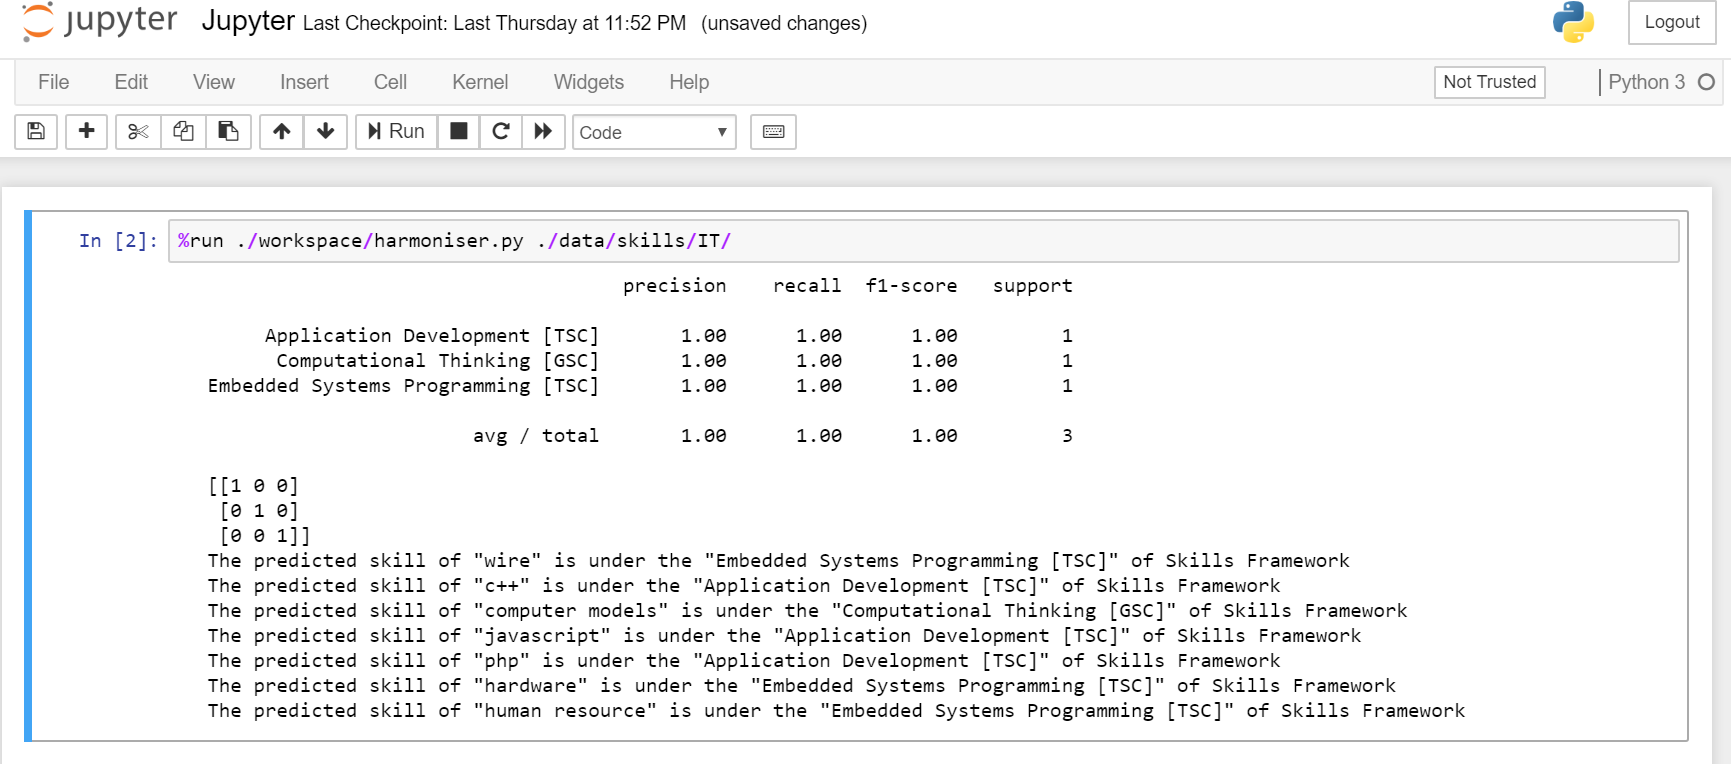 jupyter Jupyter Last Checkpoint: Last Thursday at 11:52 PM (unsaved changes) Logout
File Edit View Insert Cell Kernel Widgets Help Not Trusted Python 3
Run Code
In [2]: %run ./workspace/harmoniser.py ./data/skills/IT/
precision recall f1-score support
Application Development [TSC] 1.00 1.00 1.00 1
Computational Thinking [GSC] 1.00 1.00 1.00 1
Embedded Systems Programming [TSC] 1.00 1.00 1.00 1
avg / total 1.00 1.00 1.00 3
[[1 0 0]
[0 1 0]
[0 0 1]]
The predicted skill of "wire" is under the "Embedded Systems Programming [TSC]" of Skills Framework
The predicted skill of "c++" is under the "Application Development [TSC]" of Skills Framework
The predicted skill of "computer models" is under the "Computational Thinking [GSC]" of Skills Framework
The predicted skill of "javascript" is under the "Application Development [TSC]" of Skills Framework
The predicted skill of "php" is under the "Application Development [TSC]" of Skills Framework
The predicted skill of "hardware" is under the "Embedded Systems Programming [TSC]" of Skills Framework
The predicted skill of "human resource" is under the "Embedded Systems Programming [TSC]" of Skills Framework